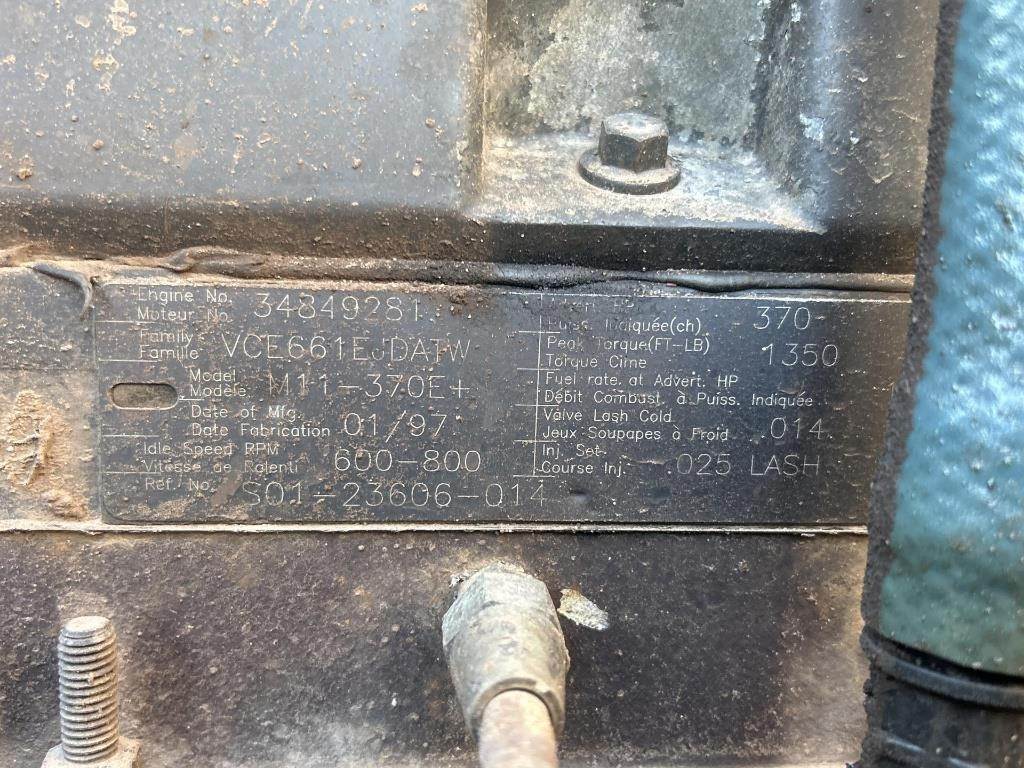 Engine No.
Moteur No. 34849281
Family
Famille VCE661EJDATW
Model
Modèle M11-370E+
Date of Mfg.
Date Fabrication 01/97
Idle Speed RPM
Vitesse de Ralenti 600-800
Ref. No. S01-23606-014
Puiss. Indiquée(ch) 370
Peak Torque(FT-LB)
Torque Cime 1350
Fuel rate. at Advert. HP
Débit Combust. à Puiss. Indiquée
Valve Lash Cold
Jeux Soupapes à Froid .014
Inj. Set
Course Inj. .025 LASH